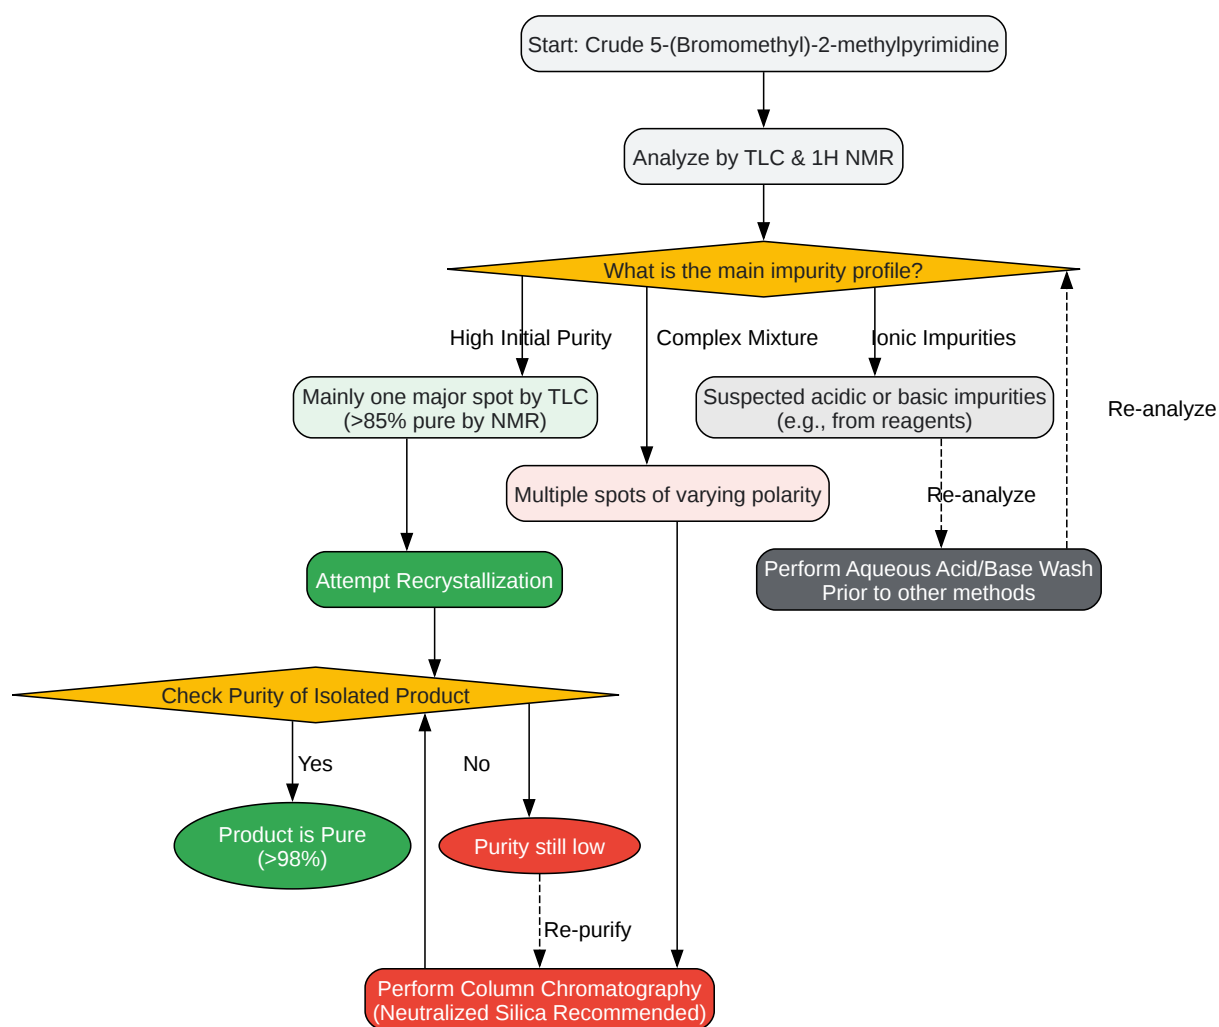 Start: Crude 5-(Bromomethyl)-2-methylpyrimidine
Analyze by TLC & 1H NMR
What is the main impurity profile?
High Initial Purity
Complex Mixture
Ionic Impurities
Mainly one major spot by TLC
(>85% pure by NMR)
Suspected acidic or basic impurities
(e.g., from reagents)
Re-analyze
Multiple spots of varying polarity
Re-analyze
Attempt Recrystallization
Perform Aqueous Acid/Base Wash
Prior to other methods
Check Purity of Isolated Product
Yes
No
Product is Pure
(>98%)
Purity still low
Re-purify
Perform Column Chromatography
(Neutralized Silica Recommended)